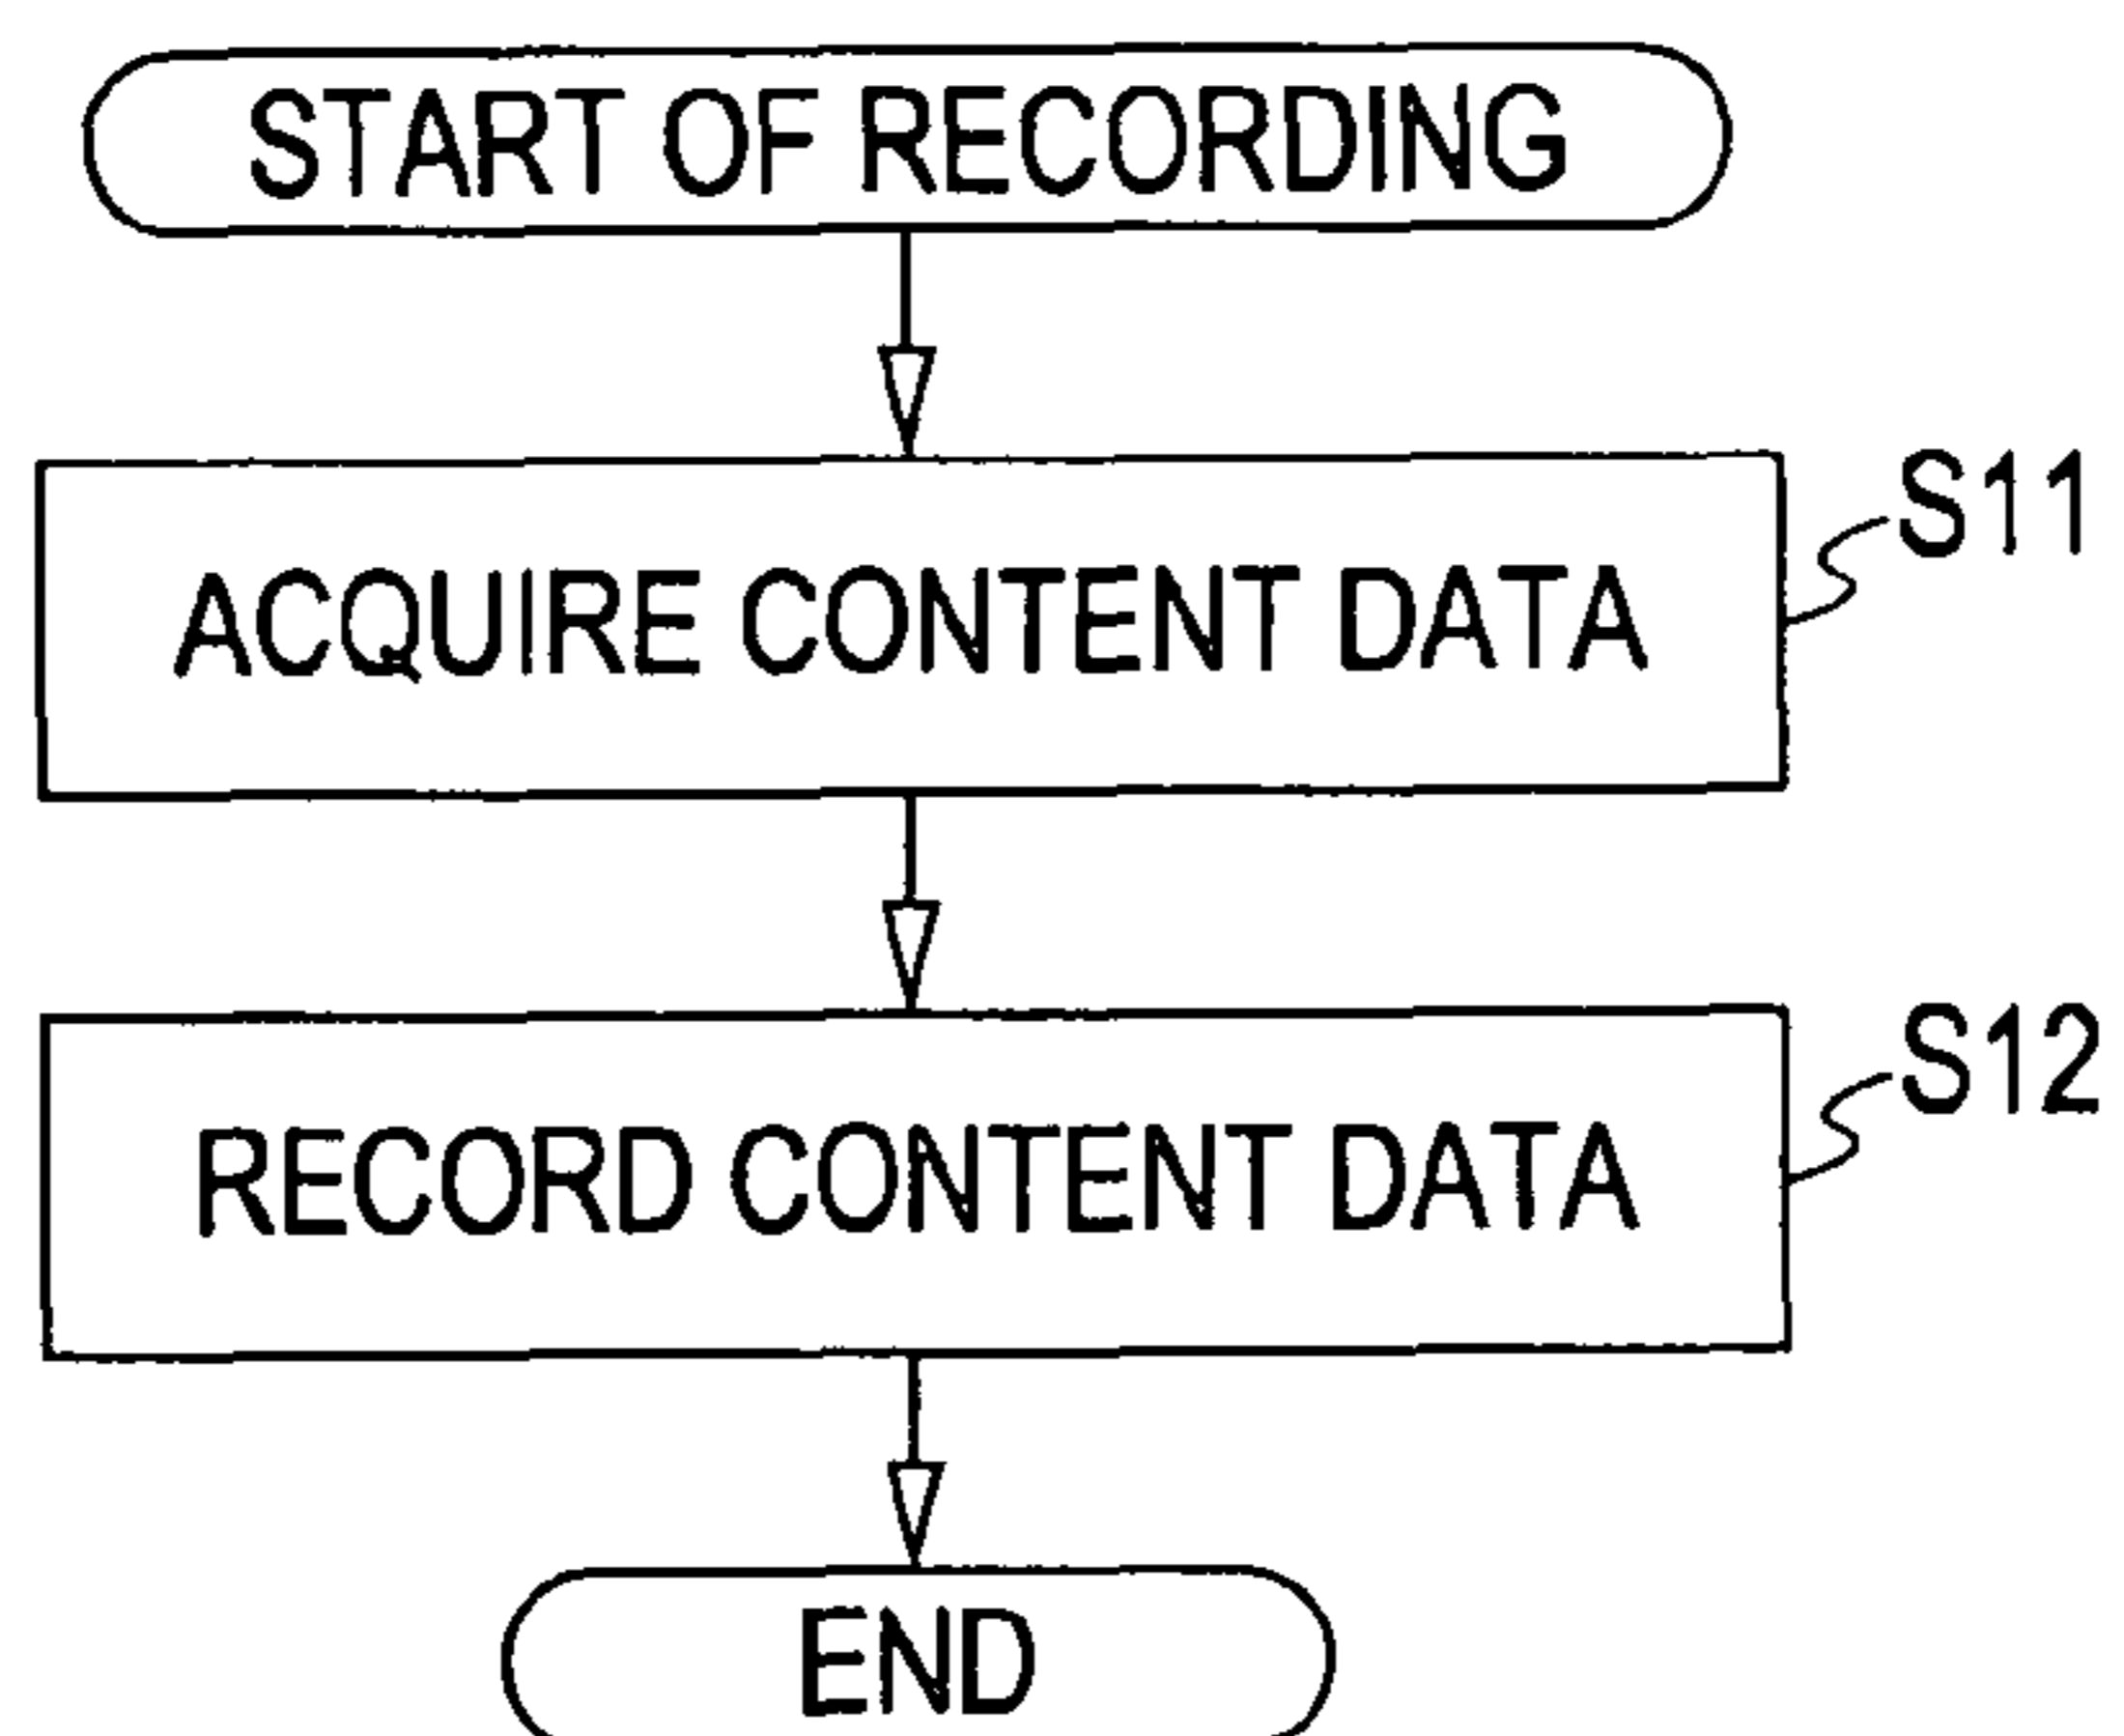 START OF RECORDING
ACQUIRE CONTENT DATA
S11
RECORD CONTENT DATA
S12
END